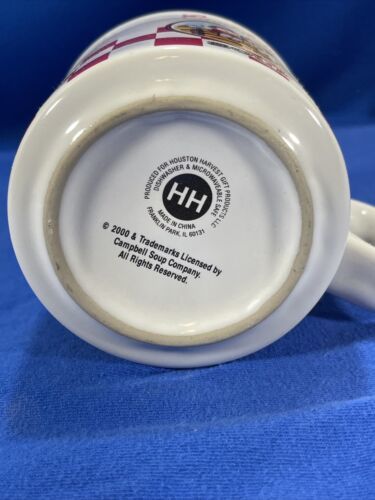 PRODUCED FOR HOUSTON HARVEST GIFT PRODUCTS LLC
DISHWASHER & MICROWAVEABLE SAFE
HH
MADE IN CHINA
FRANKLIN PARK, IL 60131
© 2000 & Trademarks Licensed by
Campbell Soup Company.
All Rights Reserved.